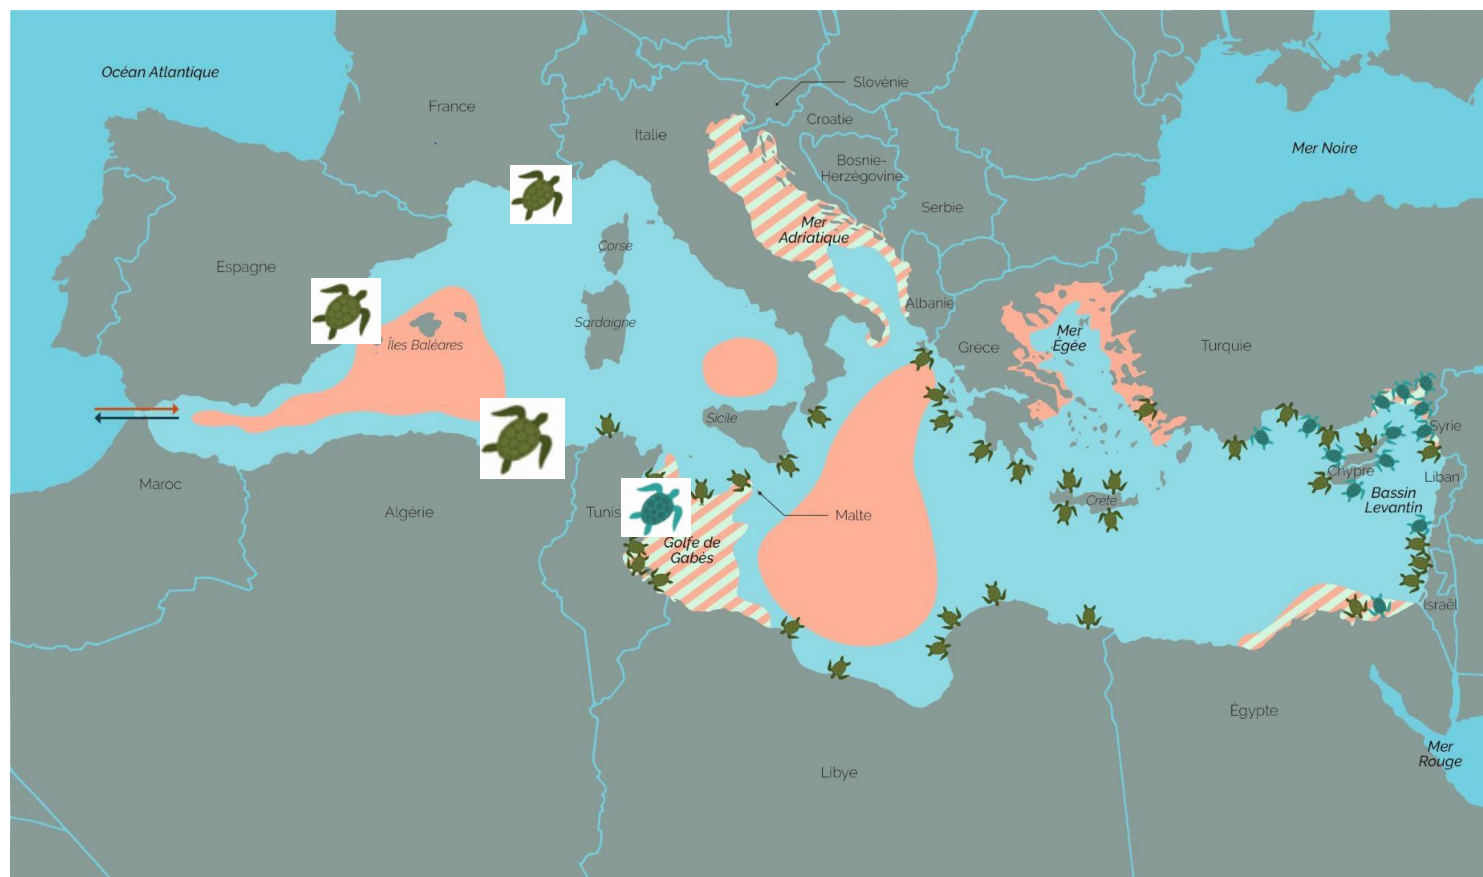 Océan Atlantique
France
Slovénie
Croatie
Italie
Bosnie-
Herzégovine
Mer Noire
Serbie
Mer
Adriatique
Corse
Espagne
Albanie
Sardaigne
Îles Baléares
Grèce
Mer
Égée
Turquie
Sicile
Syrie
Chypre
Liban
Maroc
Algérie
Tunis
Malte
Crète
Bassin
Levantin
Golfe de
Gabès
Israël
Égypte
Mer
Rouge
Libye